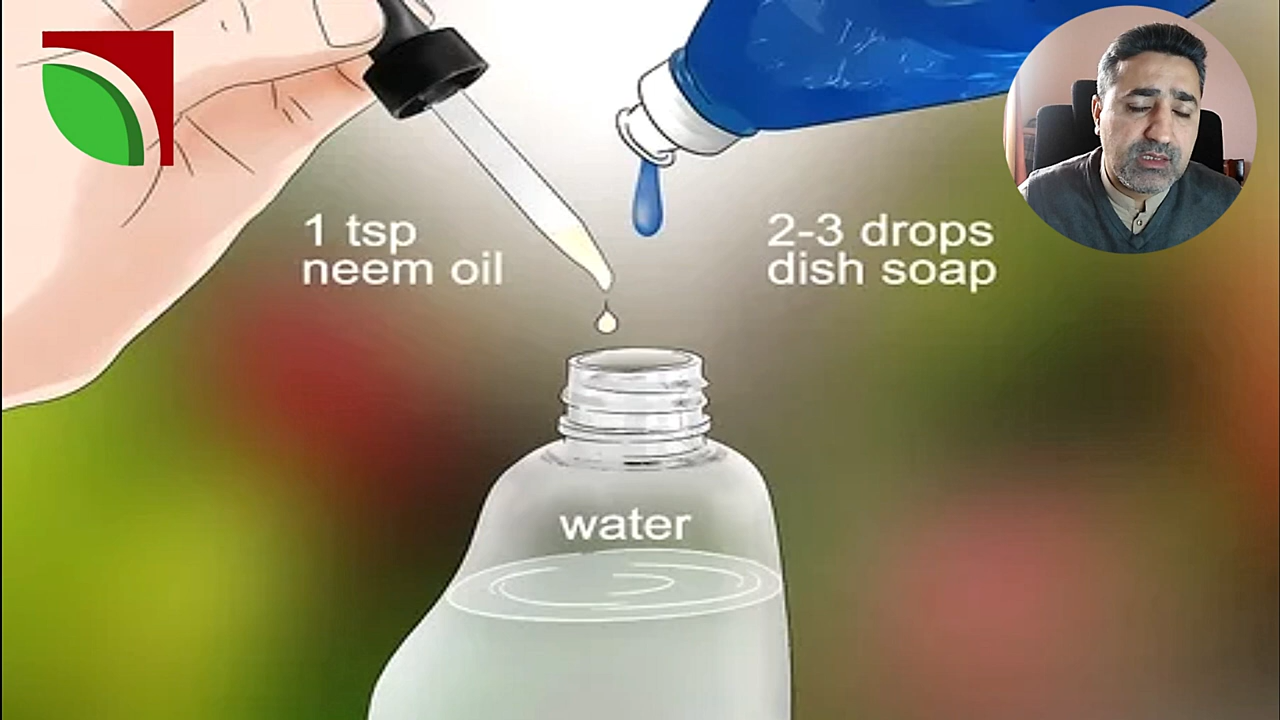 1 tsp
neem oil
2-3 drops
dish soap
water